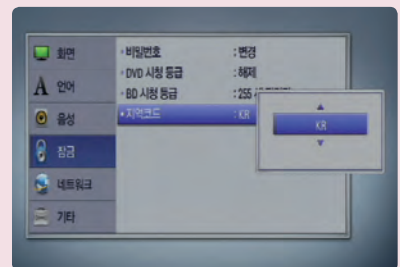 화면
A 언어
음성
잠금
네트워크
기타
• 비밀번호 : 변경
• DVD 시청 등급 : 해제
• BD 시청 등급 : 255
• 지역코드 : KR
KR